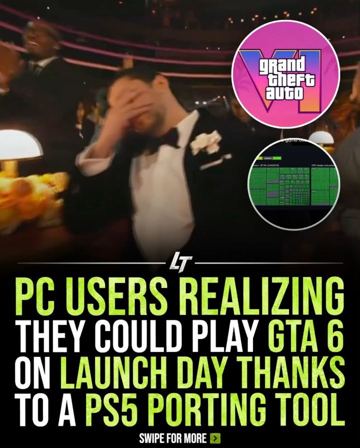 grand
theft
auto
VI
LT
PC USERS REALIZING
THEY COULD PLAY GTA 6
ON LAUNCH DAY THANKS
TO A PS5 PORTING TOOL
SWIPE FOR MORE